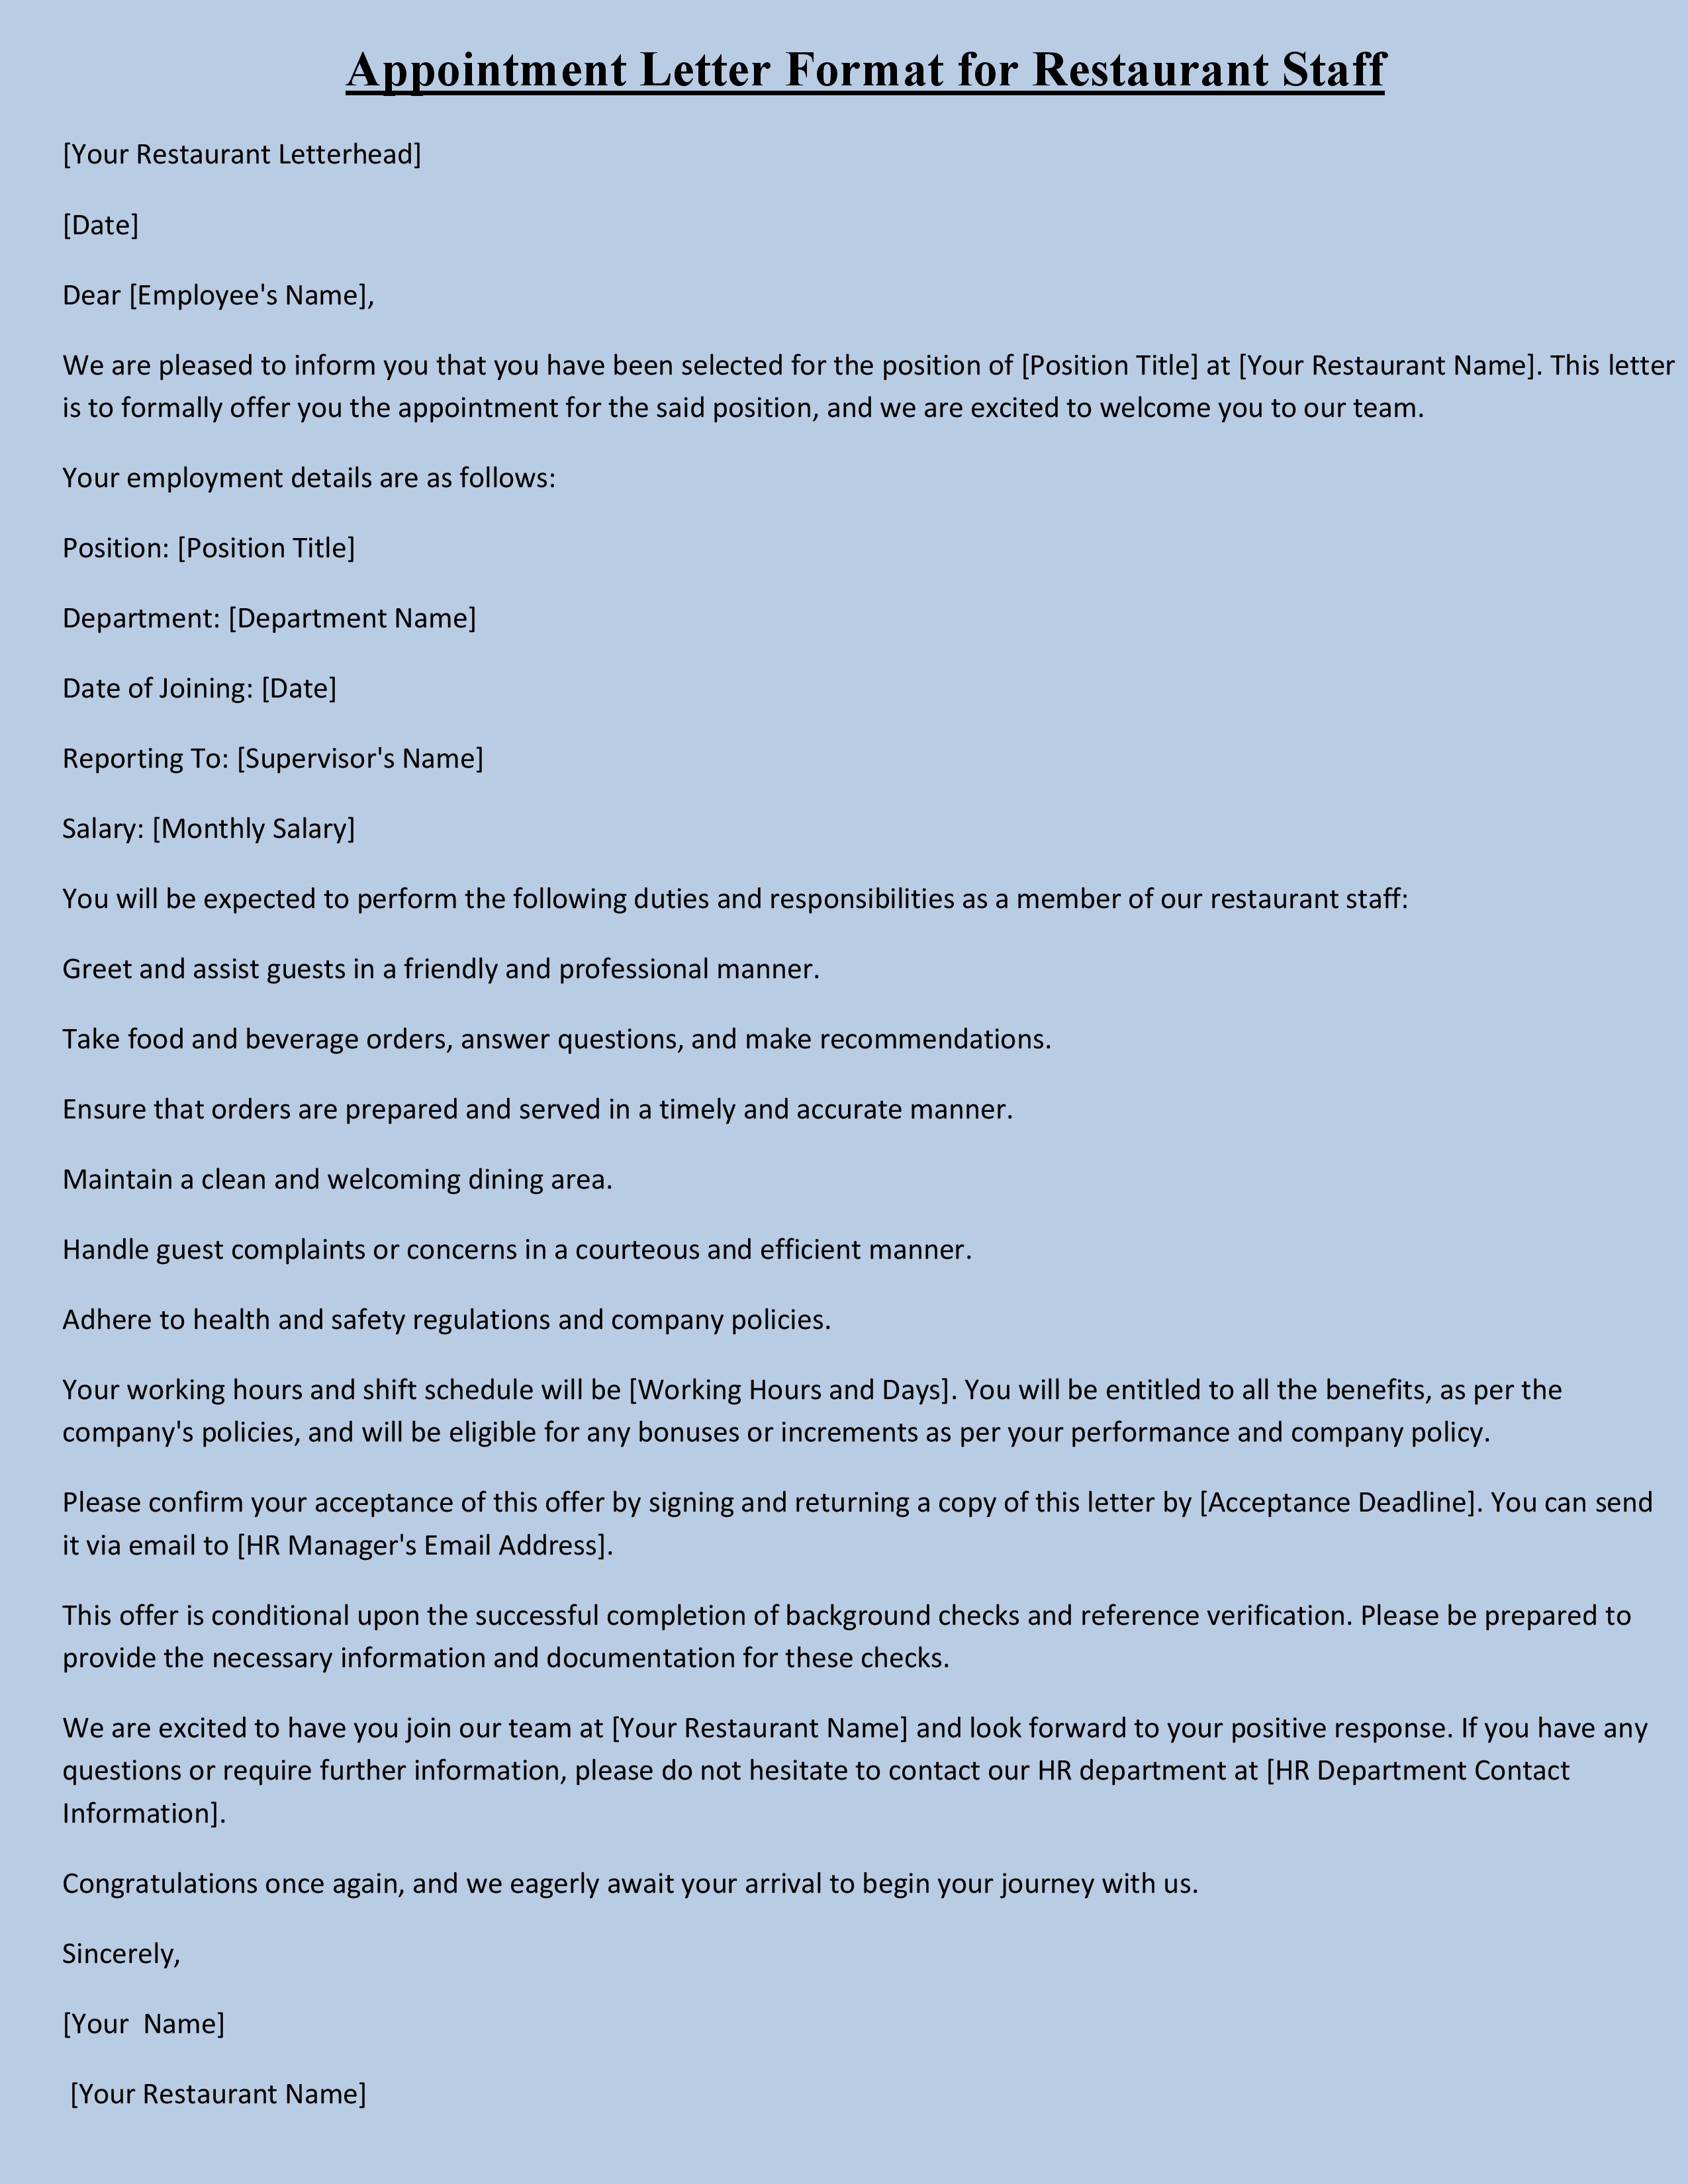 Appointment Letter Format for Restaurant Staff
[Your Restaurant Letterhead]
[Date]
Dear [Employee's Name],
We are pleased to inform you that you have been selected for the position of [Position Title] at [Your Restaurant Name]. This letter
is to formally offer you the appointment for the said position, and we are excited to welcome you to our team.
Your employment details are as follows:
Position: [Position Title]
Department: [Department Name]
Date of Joining: [Date]
Reporting To: [Supervisor's Name]
Salary: [Monthly Salary]
You will be expected to perform the following duties and responsibilities as a member of our restaurant staff:
Greet and assist guests in a friendly and professional manner.
Take food and beverage orders, answer questions, and make recommendations.
Ensure that orders are prepared and served in a timely and accurate manner.
Maintain a clean and welcoming dining area.
Handle guest complaints or concerns in a courteous and efficient manner.
Adhere to health and safety regulations and company policies.
Your working hours and shift schedule will be [Working Hours and Days]. You will be entitled to all the benefits, as per the
company's policies, and will be eligible for any bonuses or increments as per your performance and company policy.
Please confirm your acceptance of this offer by signing and returning a copy of this letter by [Acceptance Deadline]. You can send
it via email to [HR Manager's Email Address].
This offer is conditional upon the successful completion of background checks and reference verification. Please be prepared to
provide the necessary information and documentation for these checks.
We are excited to have you join our team at [Your Restaurant Name] and look forward to your positive response. If you have any
questions or require further information, please do not hesitate to contact our HR department at [HR Department Contact
Information].
Congratulations once again, and we eagerly await your arrival to begin your journey with us.
Sincerely,
[Your  Name]
[Your Restaurant Name]